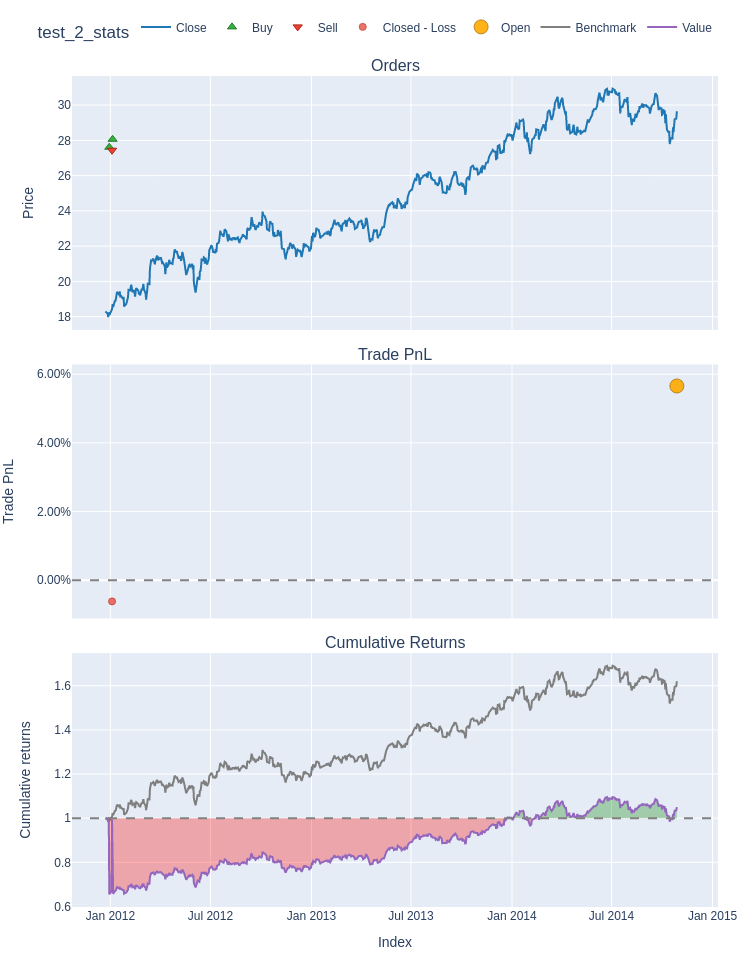 test_2_stats
Close
Buy
Sell
Closed - Loss
Open
Benchmark
Value
Orders
30
28
26
24
22
20
18
Price
Trade PnL
6.00%
4.00%
2.00%
0.00%
Trade PnL
Cumulative Returns
1.6
1.4
1.2
1
0.8
0.6
Cumulative returns
Jan 2012
Jul 2012
Jan 2013
Jul 2013
Jan 2014
Jul 2014
Jan 2015
Index